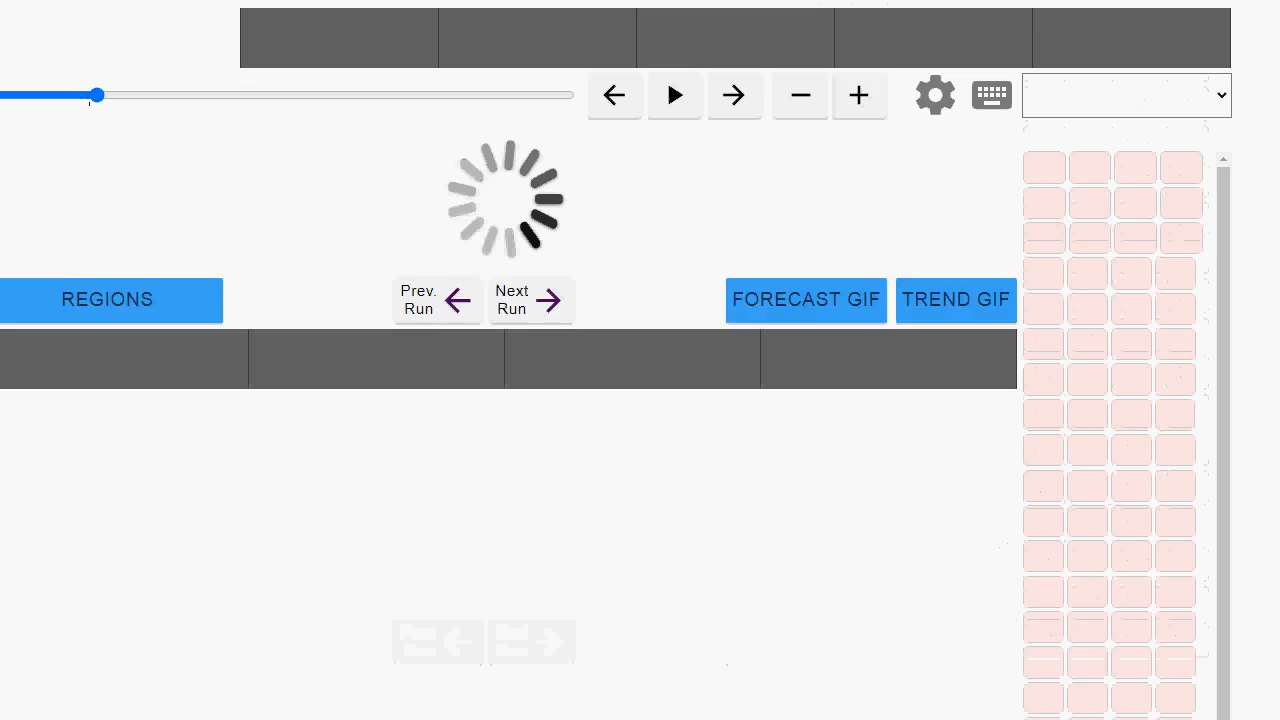 REGIONS
Prev.
Run
Next
Run
FORECAST GIF
TREND GIF